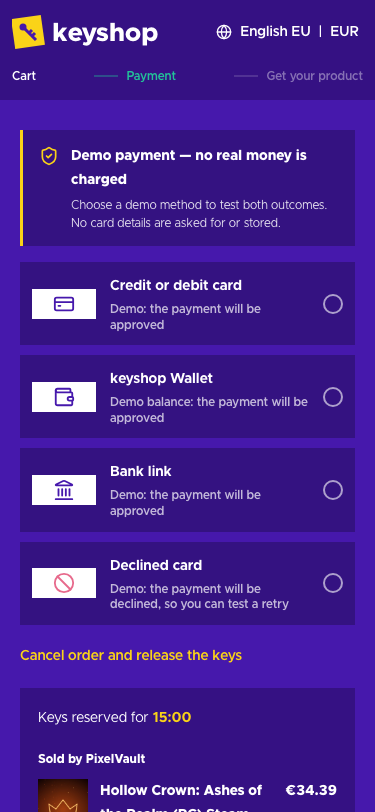 keyshop
English EU | EUR
Cart
Payment
Get your product
Demo payment — no real money is
charged
Choose a demo method to test both outcomes.
No card details are asked for or stored.
Credit or debit card
Demo: the payment will be
approved
keyshop Wallet
Demo balance: the payment will be
approved
Bank link
Demo: the payment will be
approved
Declined card
Demo: the payment will be
declined, so you can test a retry
Cancel order and release the keys
Keys reserved for 15:00
Sold by PixelVault
Hollow Crown: Ashes of €34.39
the Realm (PC) Steam